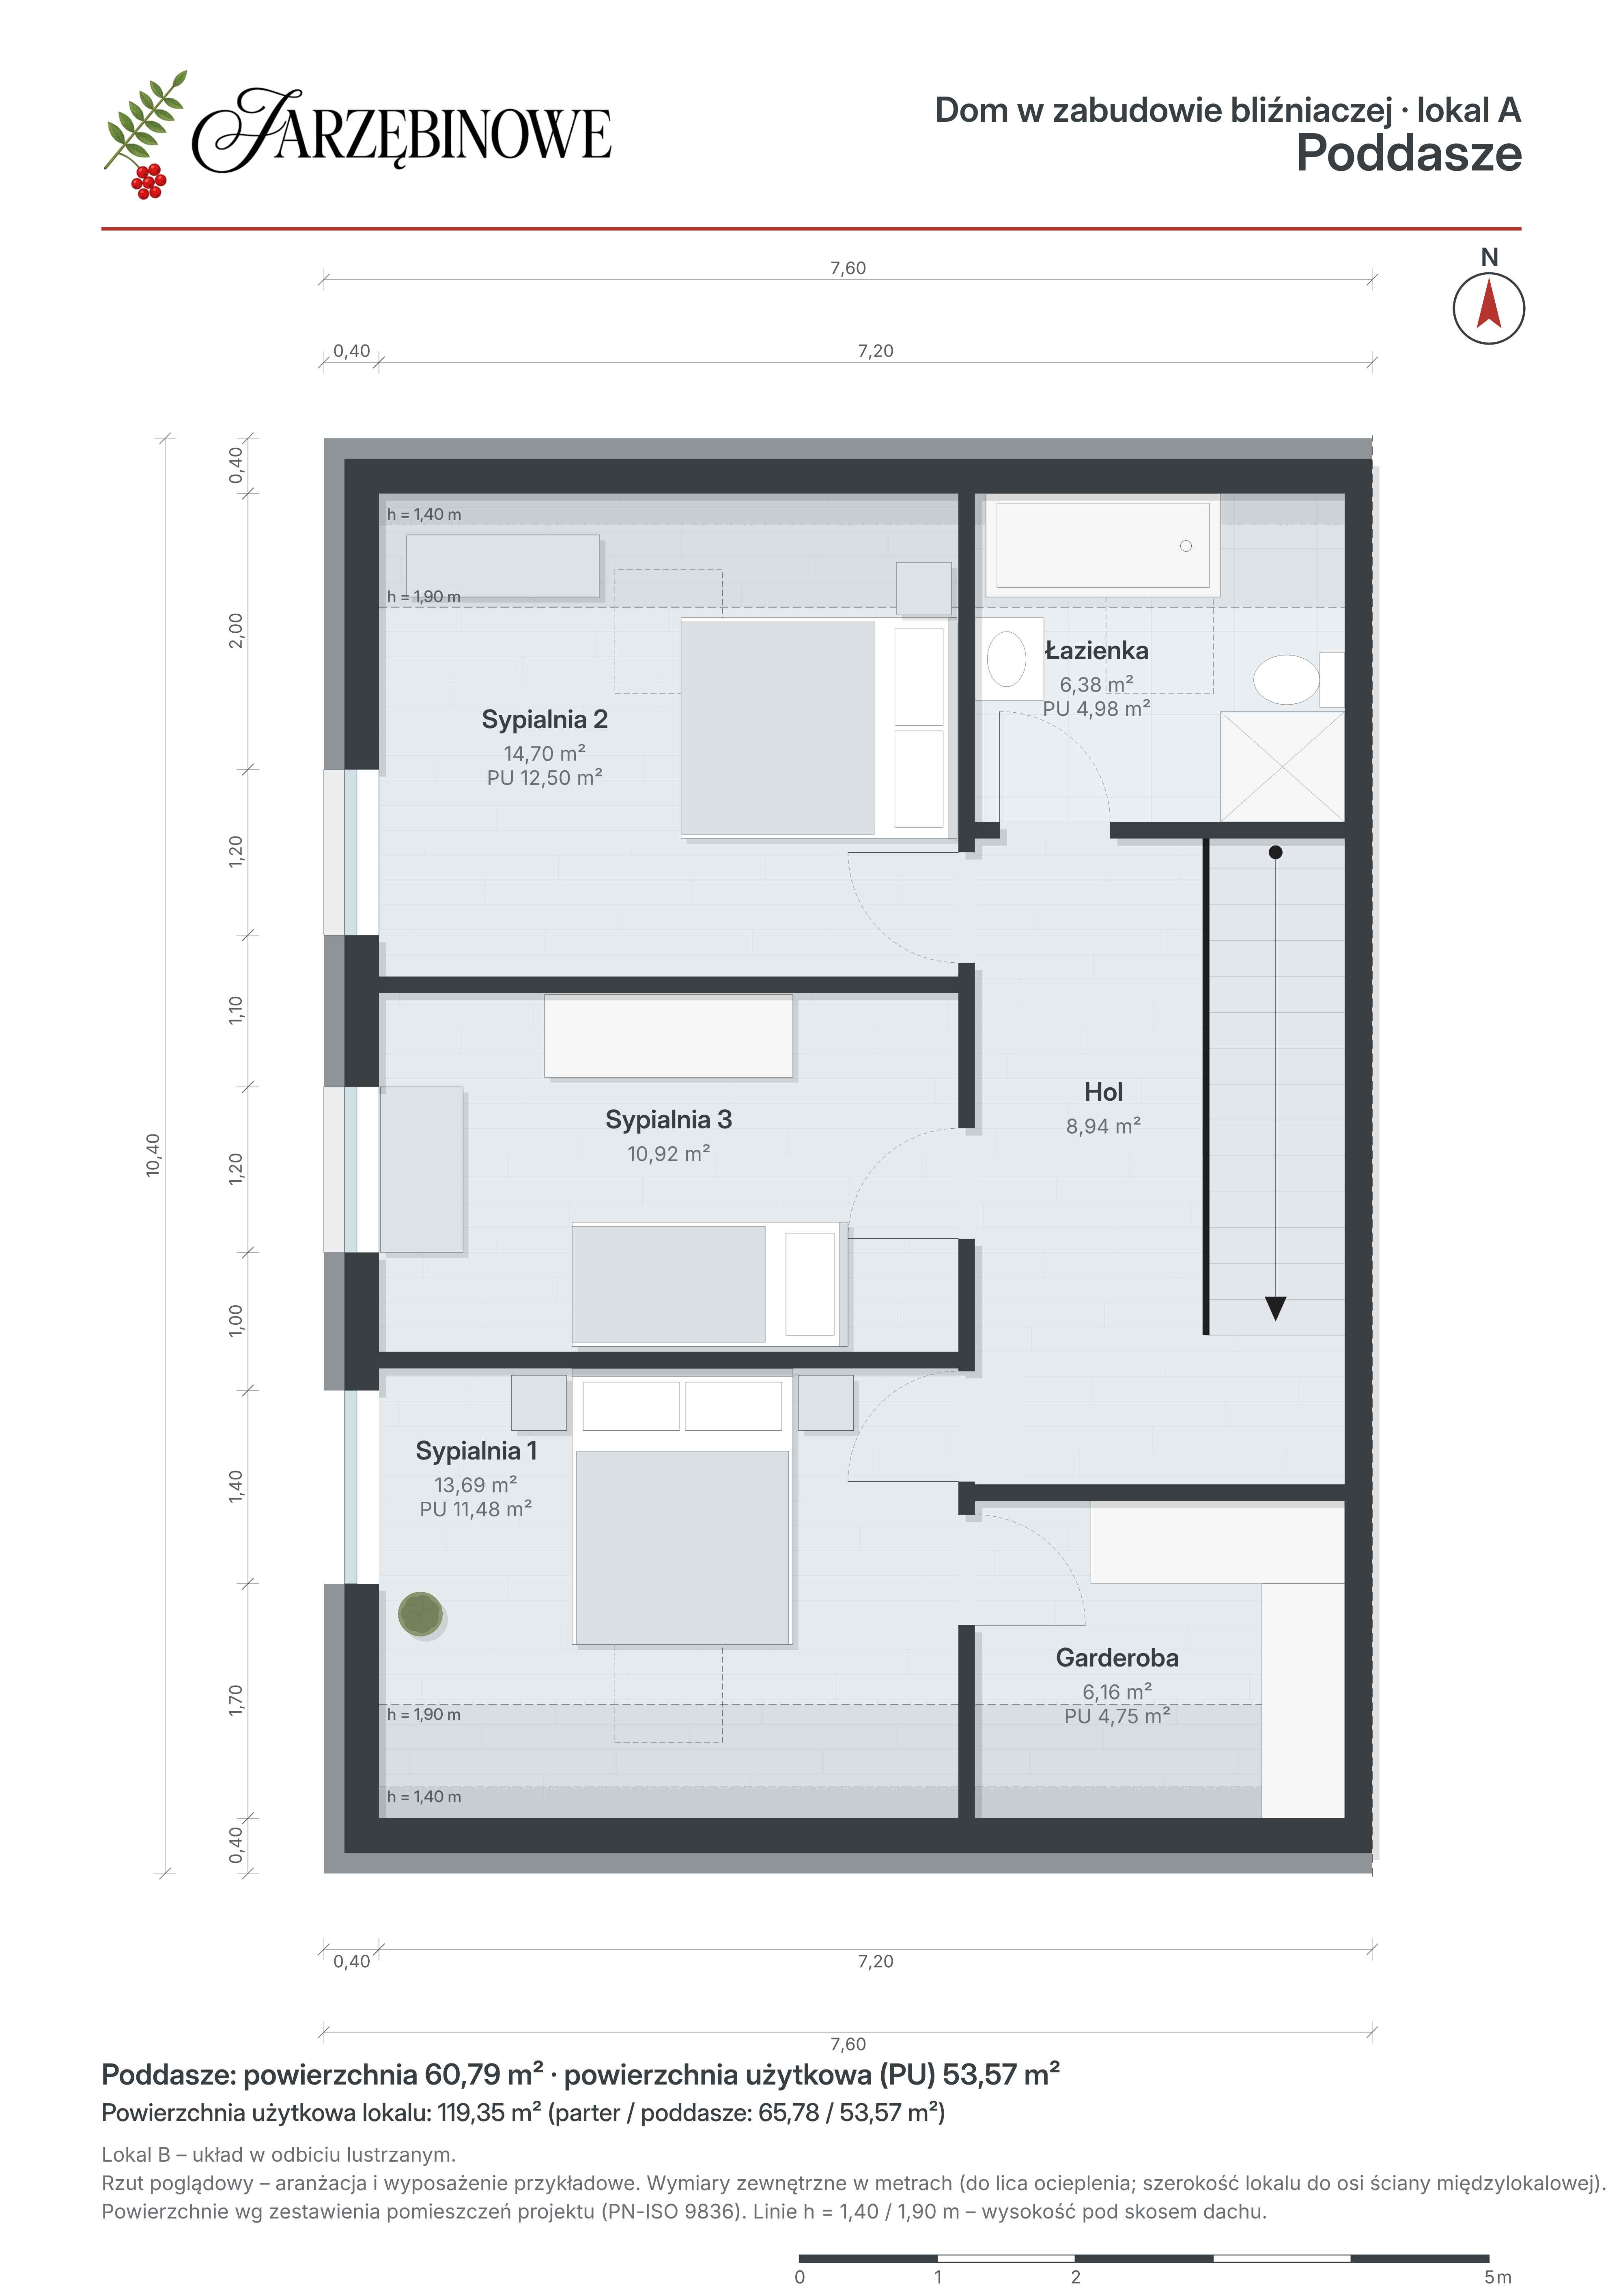 JARZĘBINOWE
Dom w zabudowie bliźniaczej · lokal A
Poddasze
N
7,60
0,40
7,20
0,40
2,00
1,20
1,10
1,20
1,00
1,40
1,70
0,40
10,40
h = 1,40 m
h = 1,90 m
Sypialnia 2
14,70 m²
PU 12,50 m²
Łazienka
6,38 m²
PU 4,98 m²
Sypialnia 3
10,92 m²
Hol
8,94 m²
Sypialnia 1
13,69 m²
PU 11,48 m²
Garderoba
6,16 m²
PU 4,75 m²
h = 1,90 m
h = 1,40 m
0,40
7,20
7,60
Poddasze: powierzchnia 60,79 m² · powierzchnia użytkowa (PU) 53,57 m²
Powierzchnia użytkowa lokalu: 119,35 m² (parter / poddasze: 65,78 / 53,57 m²)
Lokal B – układ w odbiciu lustrzanym.
Rzut poglądowy – aranżacja i wyposażenie przykładowe. Wymiary zewnętrzne w metrach (do lica ocieplenia; szerokość lokalu do osi ściany międzylokalowej).
Powierzchnie wg zestawienia pomieszczeń projektu (PN-ISO 9836). Linie h = 1,40 / 1,90 m – wysokość pod skosem dachu.
0
1
2
5 m